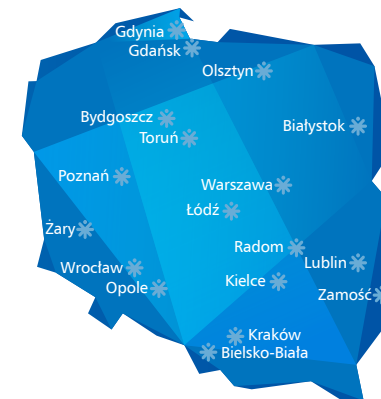 Gdynia
Gdańsk
Olsztyn
Bydgoszcz
Białystok
Toruń
Poznań
Warszawa
Łódź
Żary
Radom
Lublin
Wrocław
Kielce
Opole
Zamość
Kraków
Bielsko-Biała